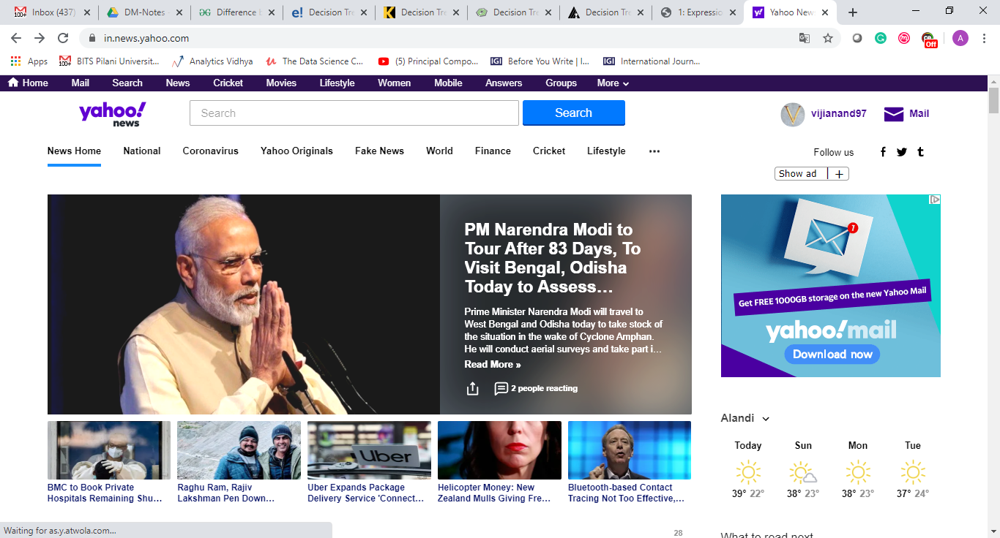 Inbox (437)
DM-Notes
Difference b
Decision Tre
Decision Tre
Decision Tre
Decision Tre
1: Expressio
Yahoo New
in.news.yahoo.com
A
Off
Apps
100+
BITS Pilani Universit...
Analytics Vidhya
The Data Science C...
(5) Principal Compo...
IGI
Before You Write | I...
IGI
International Journ...
Home
Mail
Search
News
Cricket
Movies
Lifestyle
Women
Mobile
Answers
Groups
More
yahoo!
news
Search
Search
V
vijianand97
Mail
News Home
National
Coronavirus
Yahoo Originals
Fake News
World
Finance
Cricket
Lifestyle
•••
Follow us
Show ad
PM Narendra Modi to
Tour After 83 Days, To
Visit Bengal, Odisha
Today to Assess…
Prime Minister Narendra Modi will travel to
West Bengal and Odisha today to take stock of
the situation in the wake of Cyclone Amphan.
He will conduct aerial surveys and take part i…
Read More »
2 people reacting
1
Get FREE 1000GB storage on the new Yahoo Mail
yahoo!mail
Download now
BMC to Book Private
Hospitals Remaining Shu…
Raghu Ram, Rajiv
Lakshman Pen Down…
Uber
Uber Expands Package
Delivery Service 'Connect…
Helicopter Money: New
Zealand Mulls Giving Fre…
Bluetooth-based Contact
Tracing Not Too Effective,…
Alandi
Today
Sun
Mon
Tue
39° 22°
38° 23°
38° 23°
37° 24°
What to read next
28
Waiting for as.y.atwola.com...